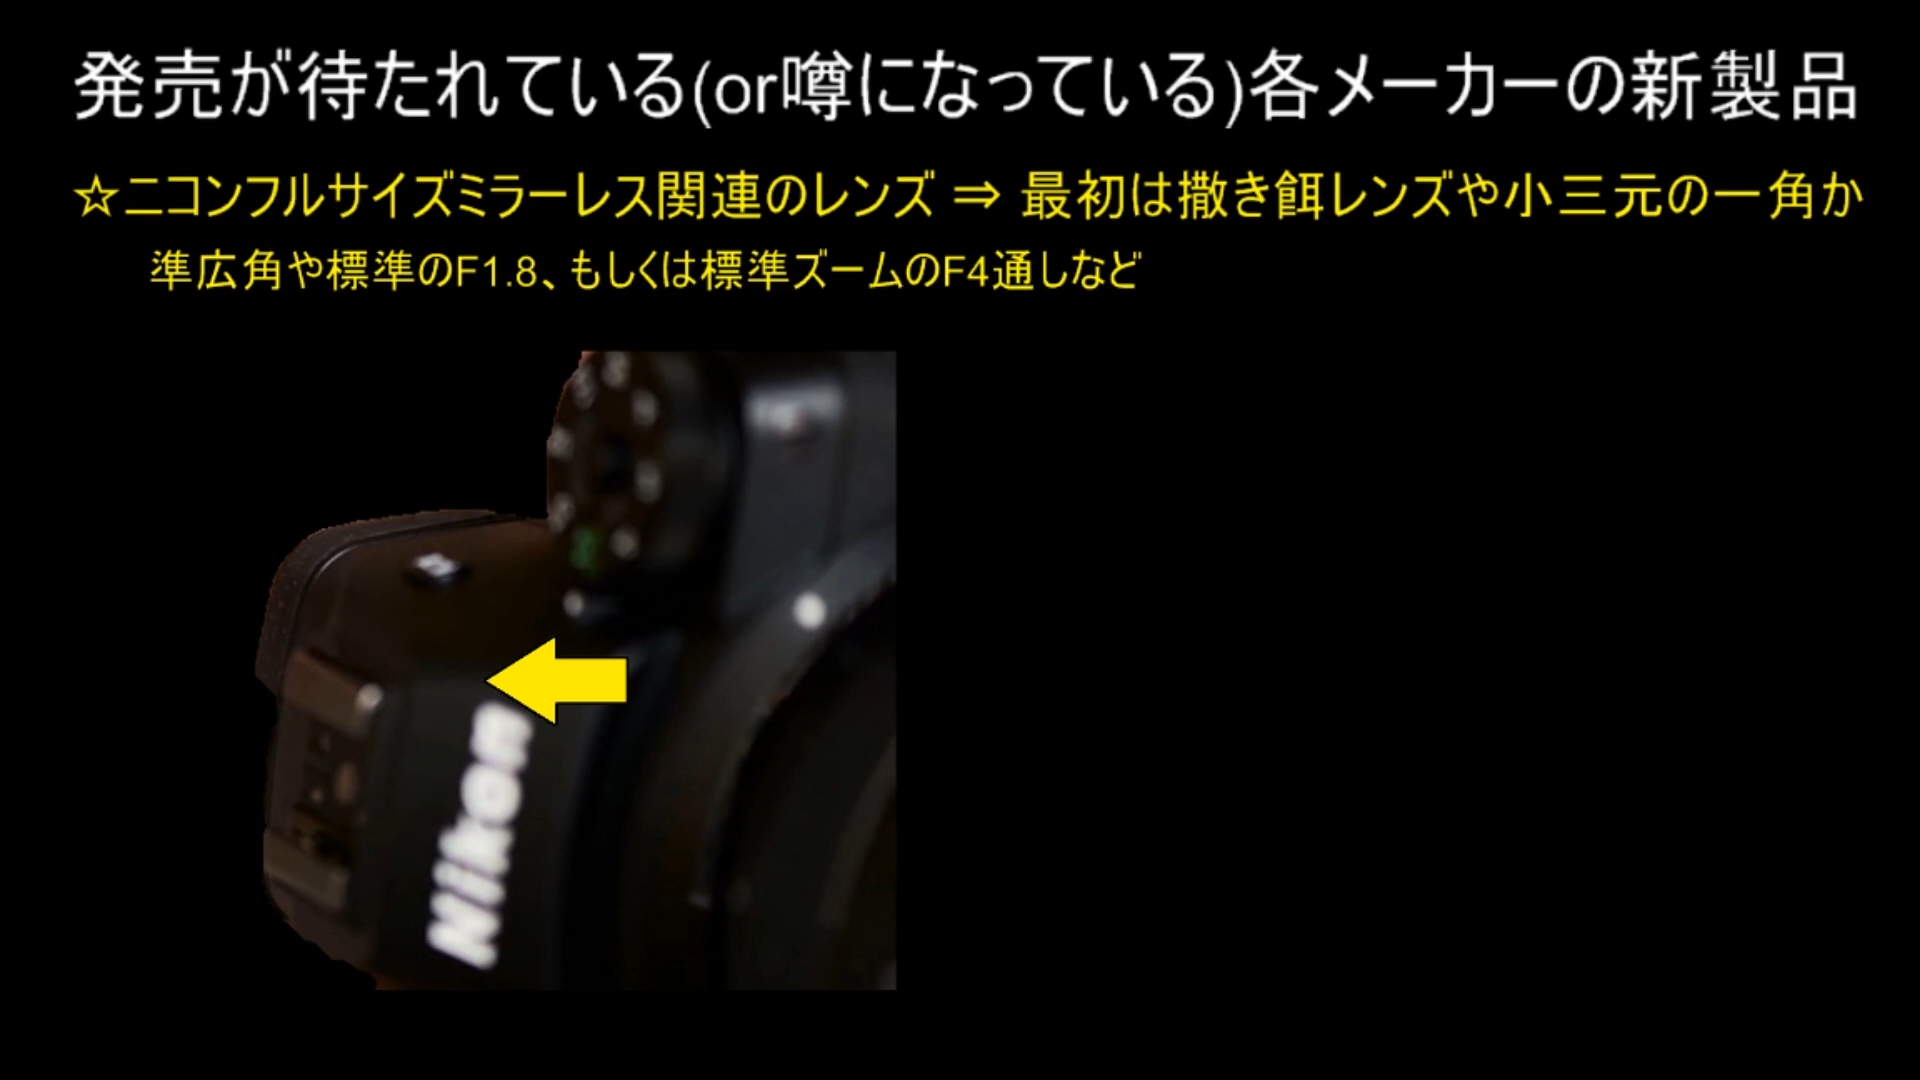 発売が待たれている(or噂になっている)各メーカーの新製品
☆ニコンフルサイズミラーレス関連のレンズ ⇒ 最初は撒き餌レンズや小三元の一角か
準広角や標準のF1.8、もしくは標準ズームのF4通しなど
Nikon